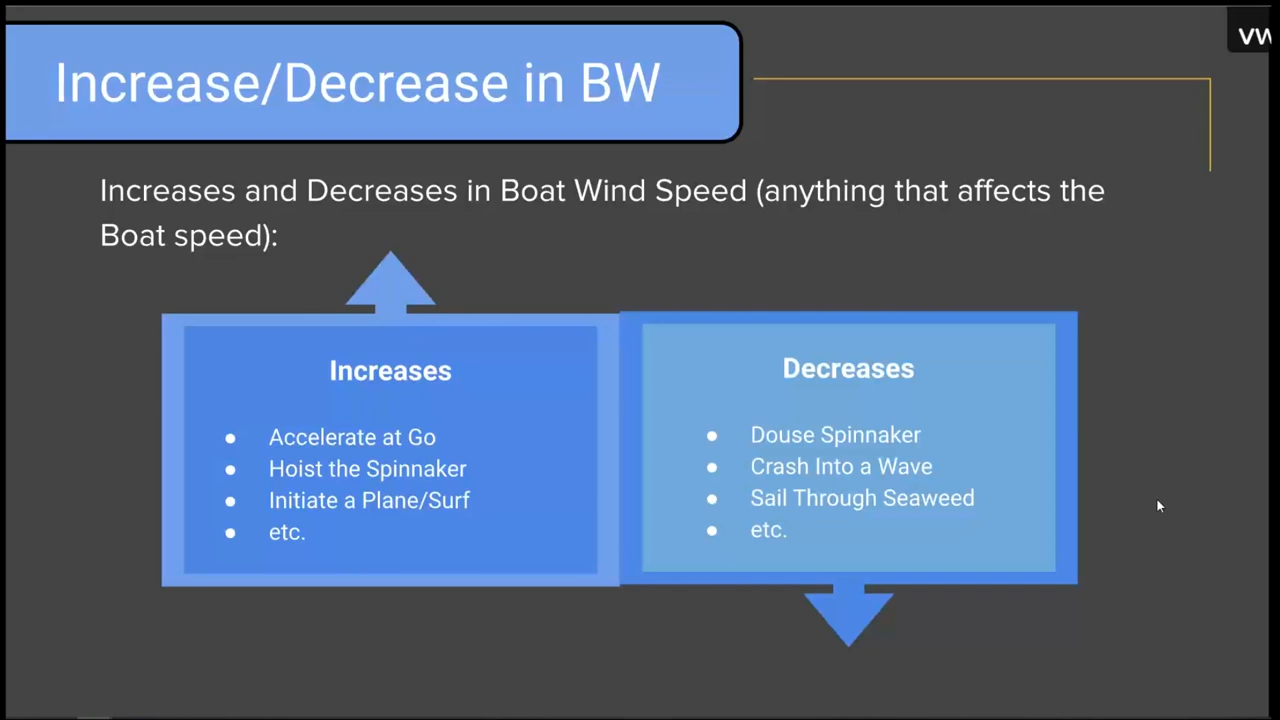 Increase/Decrease in BW
Increases and Decreases in Boat Wind Speed (anything that affects the
Boat speed):
Increases
● Accelerate at Go
● Hoist the Spinnaker
● Initiate a Plane/Surf
● etc.
Decreases
● Douse Spinnaker
● Crash Into a Wave
● Sail Through Seaweed
● etc.